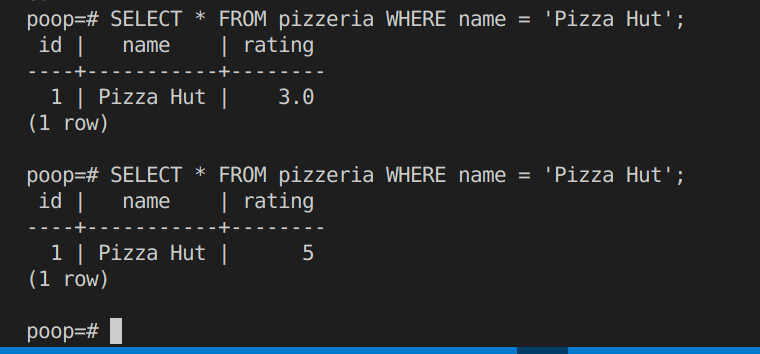 poop=# SELECT * FROM pizzeria WHERE name = 'Pizza Hut';
 id |   name    | rating
----+-----------+--------
  1 | Pizza Hut |    3.0
(1 row)
poop=# SELECT * FROM pizzeria WHERE name = 'Pizza Hut';
 id |   name    | rating
----+-----------+--------
  1 | Pizza Hut |      5
(1 row)
poop=#